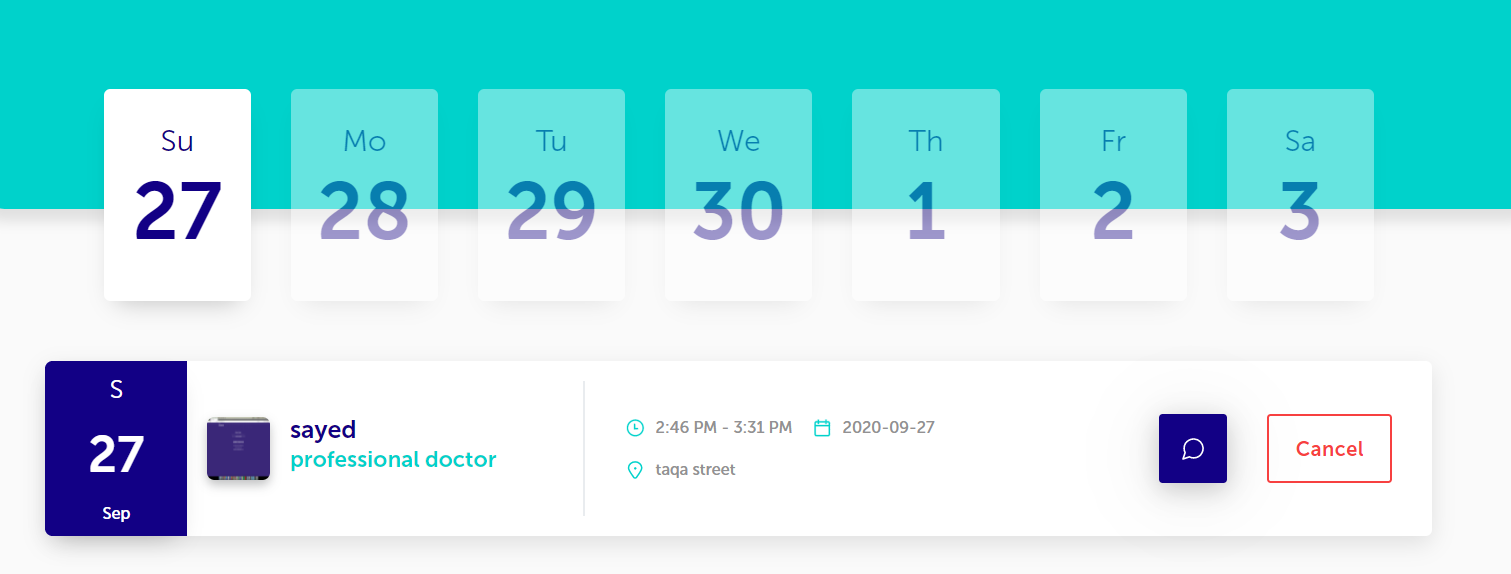 Su Mo Tu We Th Fr Sa
27 28 29 30 1 2 3
S
27
Sep
sayed
professional doctor
2:46 PM - 3:31 PM 2020-09-27
taqa street
Cancel